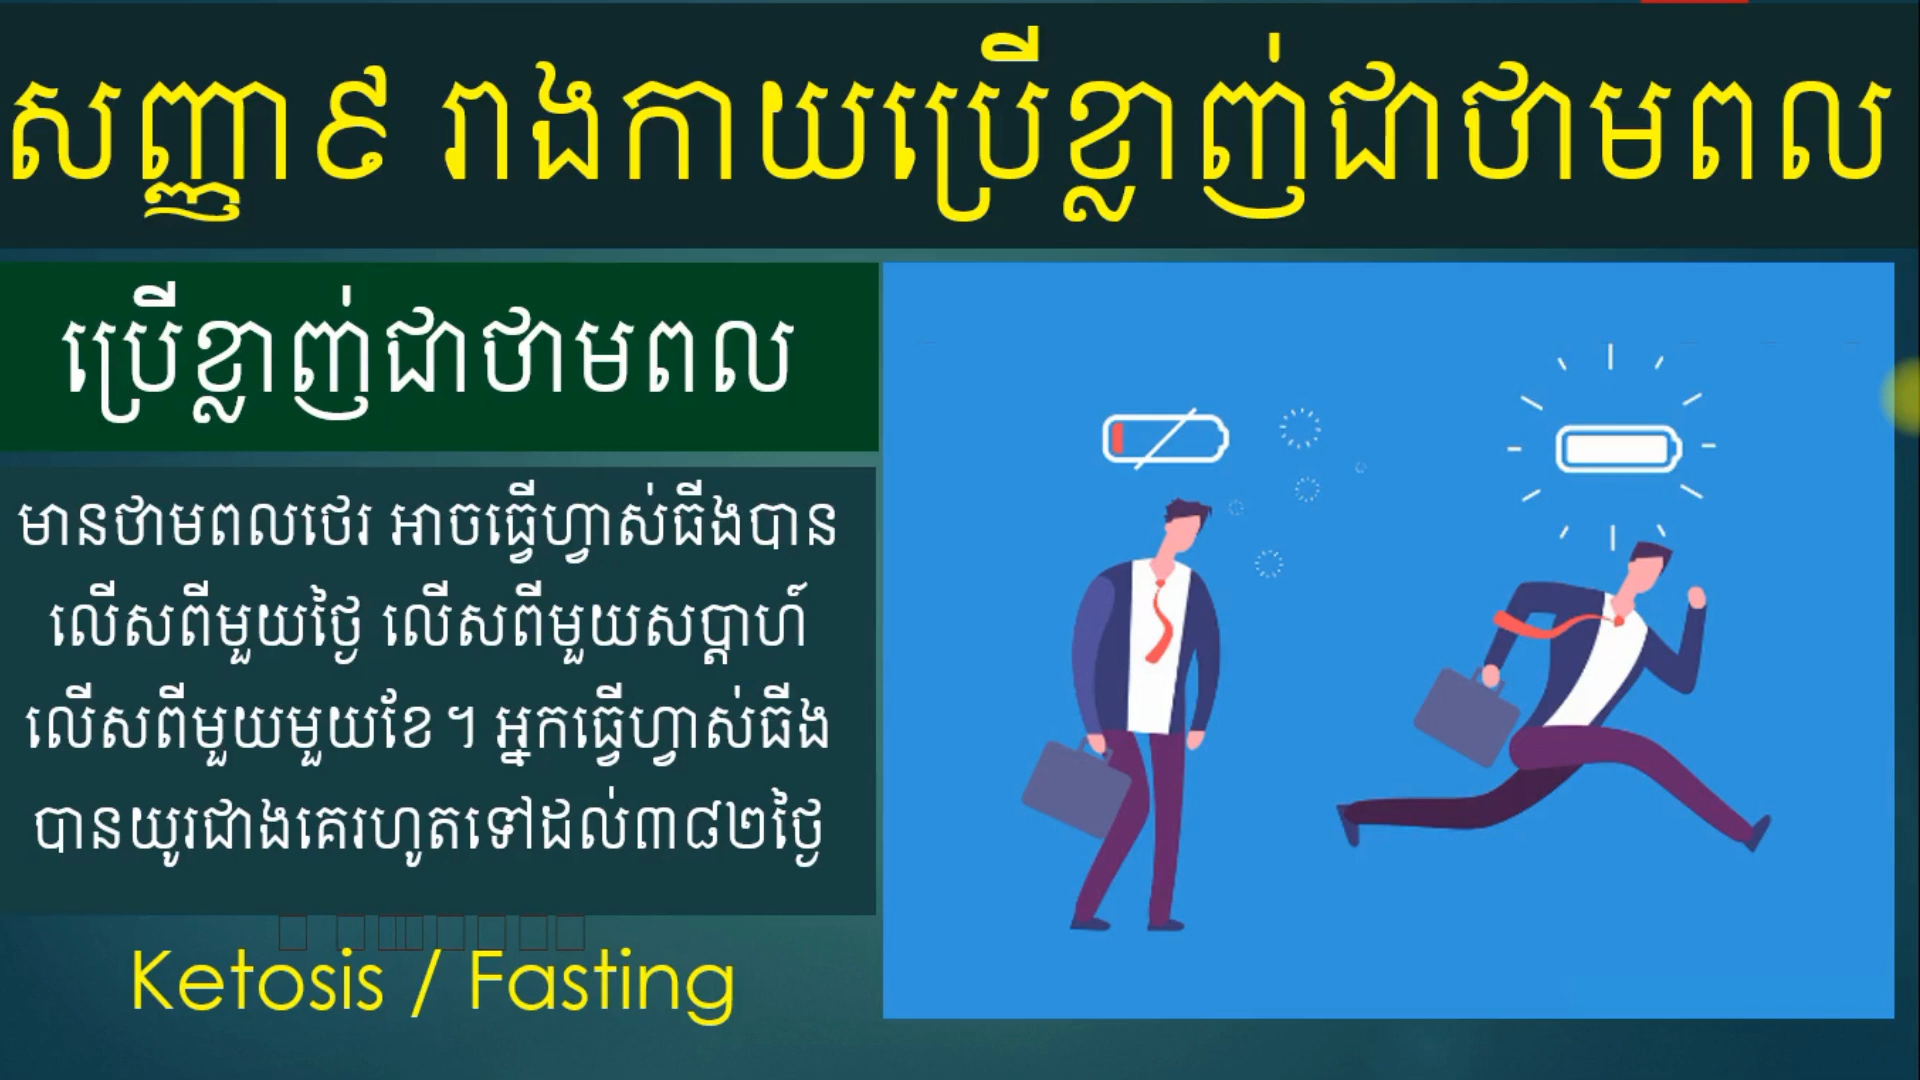 សញ្ញា៩ រាងកាយប្រើខ្លាញ់ជាថាមពល
ប្រើខ្លាញ់ជាថាមពល
មានថាមពលថេរ អាចធ្វើហ្វាស់ធីងបាន
លើសពីមួយថ្ងៃ លើសពីមួយសប្តាហ៍
លើសពីមួយមួយខែ។ អ្នកធ្វើហ្វាស់ធីង
បានយូរជាងគេរហូតទៅដល់៣៨២ថ្ងៃ
Ketosis / Fasting